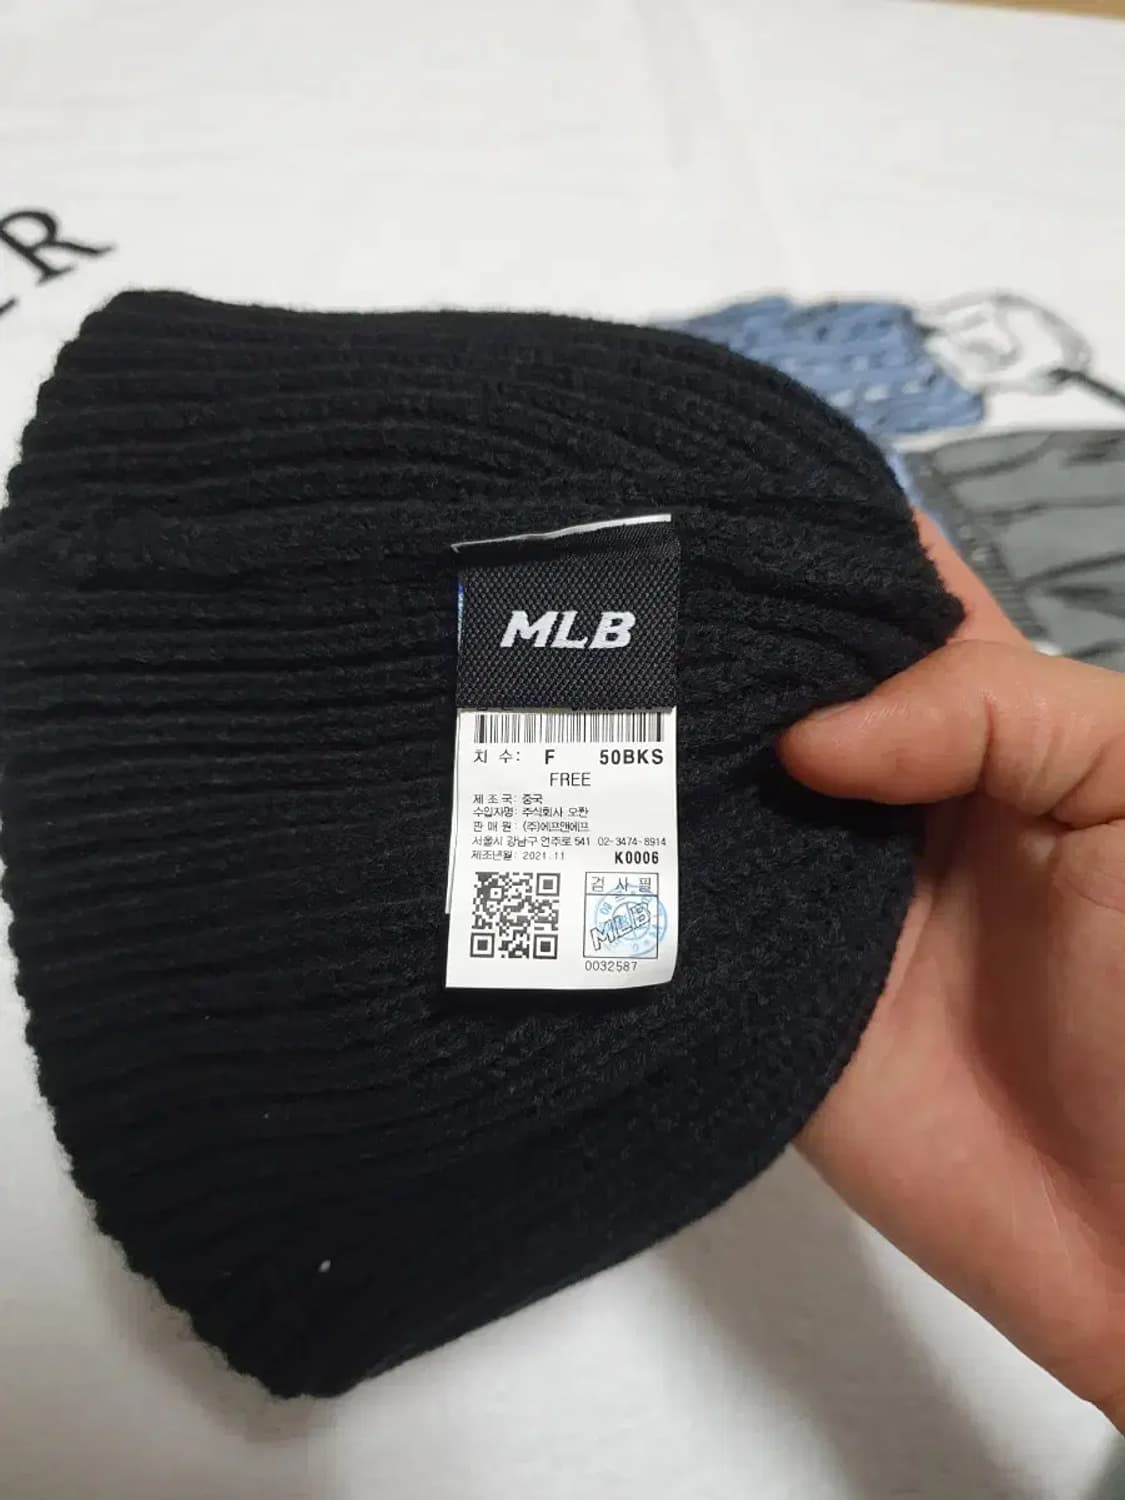 ER
MLB
치 수: F 50BKS
FREE
제 조 국: 중국
수입자명: 주식회사 오짠
판 매 원: (주)에프앤에프
서울시 강남구 언주로 541 02-3474-8914
제조년월: 2021.11 K0006
검 사 필
MLB
0032587